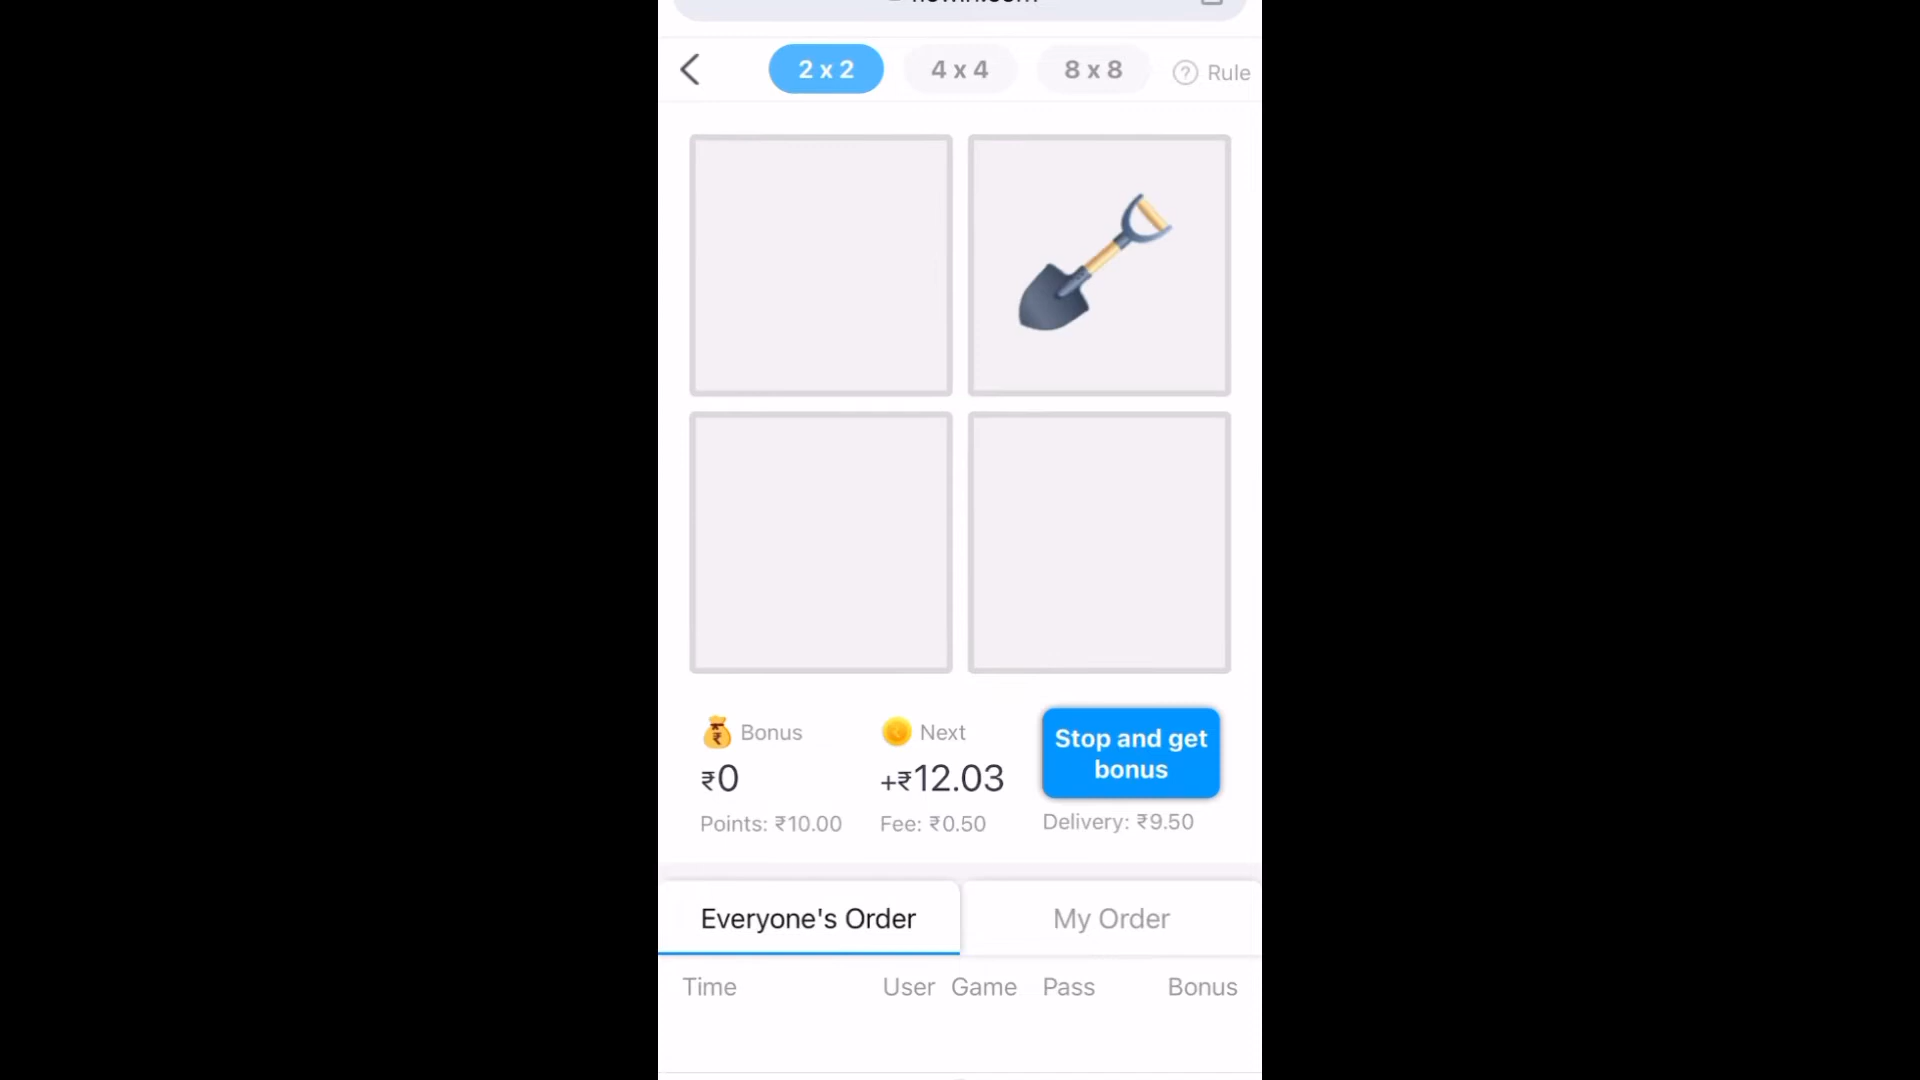 2 x 2
4 x 4
8 x 8
Rule
Bonus
Next
Stop and get
bonus
₹0
+₹12.03
Points: ₹10.00
Fee: ₹0.50
Delivery: ₹9.50
Everyone's Order
My Order
Time
User
Game
Pass
Bonus